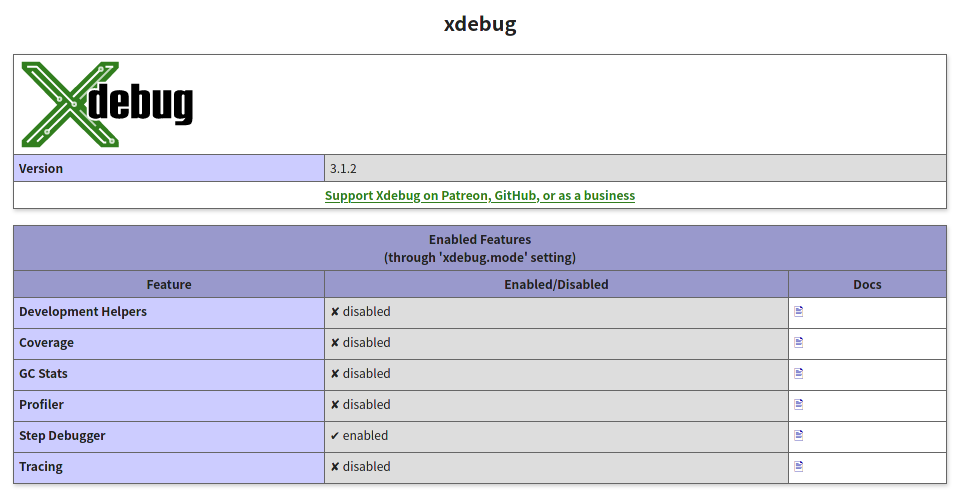 xdebug
Xdebug
Version 3.1.2
Support Xdebug on Patreon, GitHub, or as a business
Enabled Features
(through 'xdebug.mode' setting)
Feature Enabled/Disabled Docs
Development Helpers ✘ disabled
Coverage ✘ disabled
GC Stats ✘ disabled
Profiler ✘ disabled
Step Debugger ✔ enabled
Tracing ✘ disabled